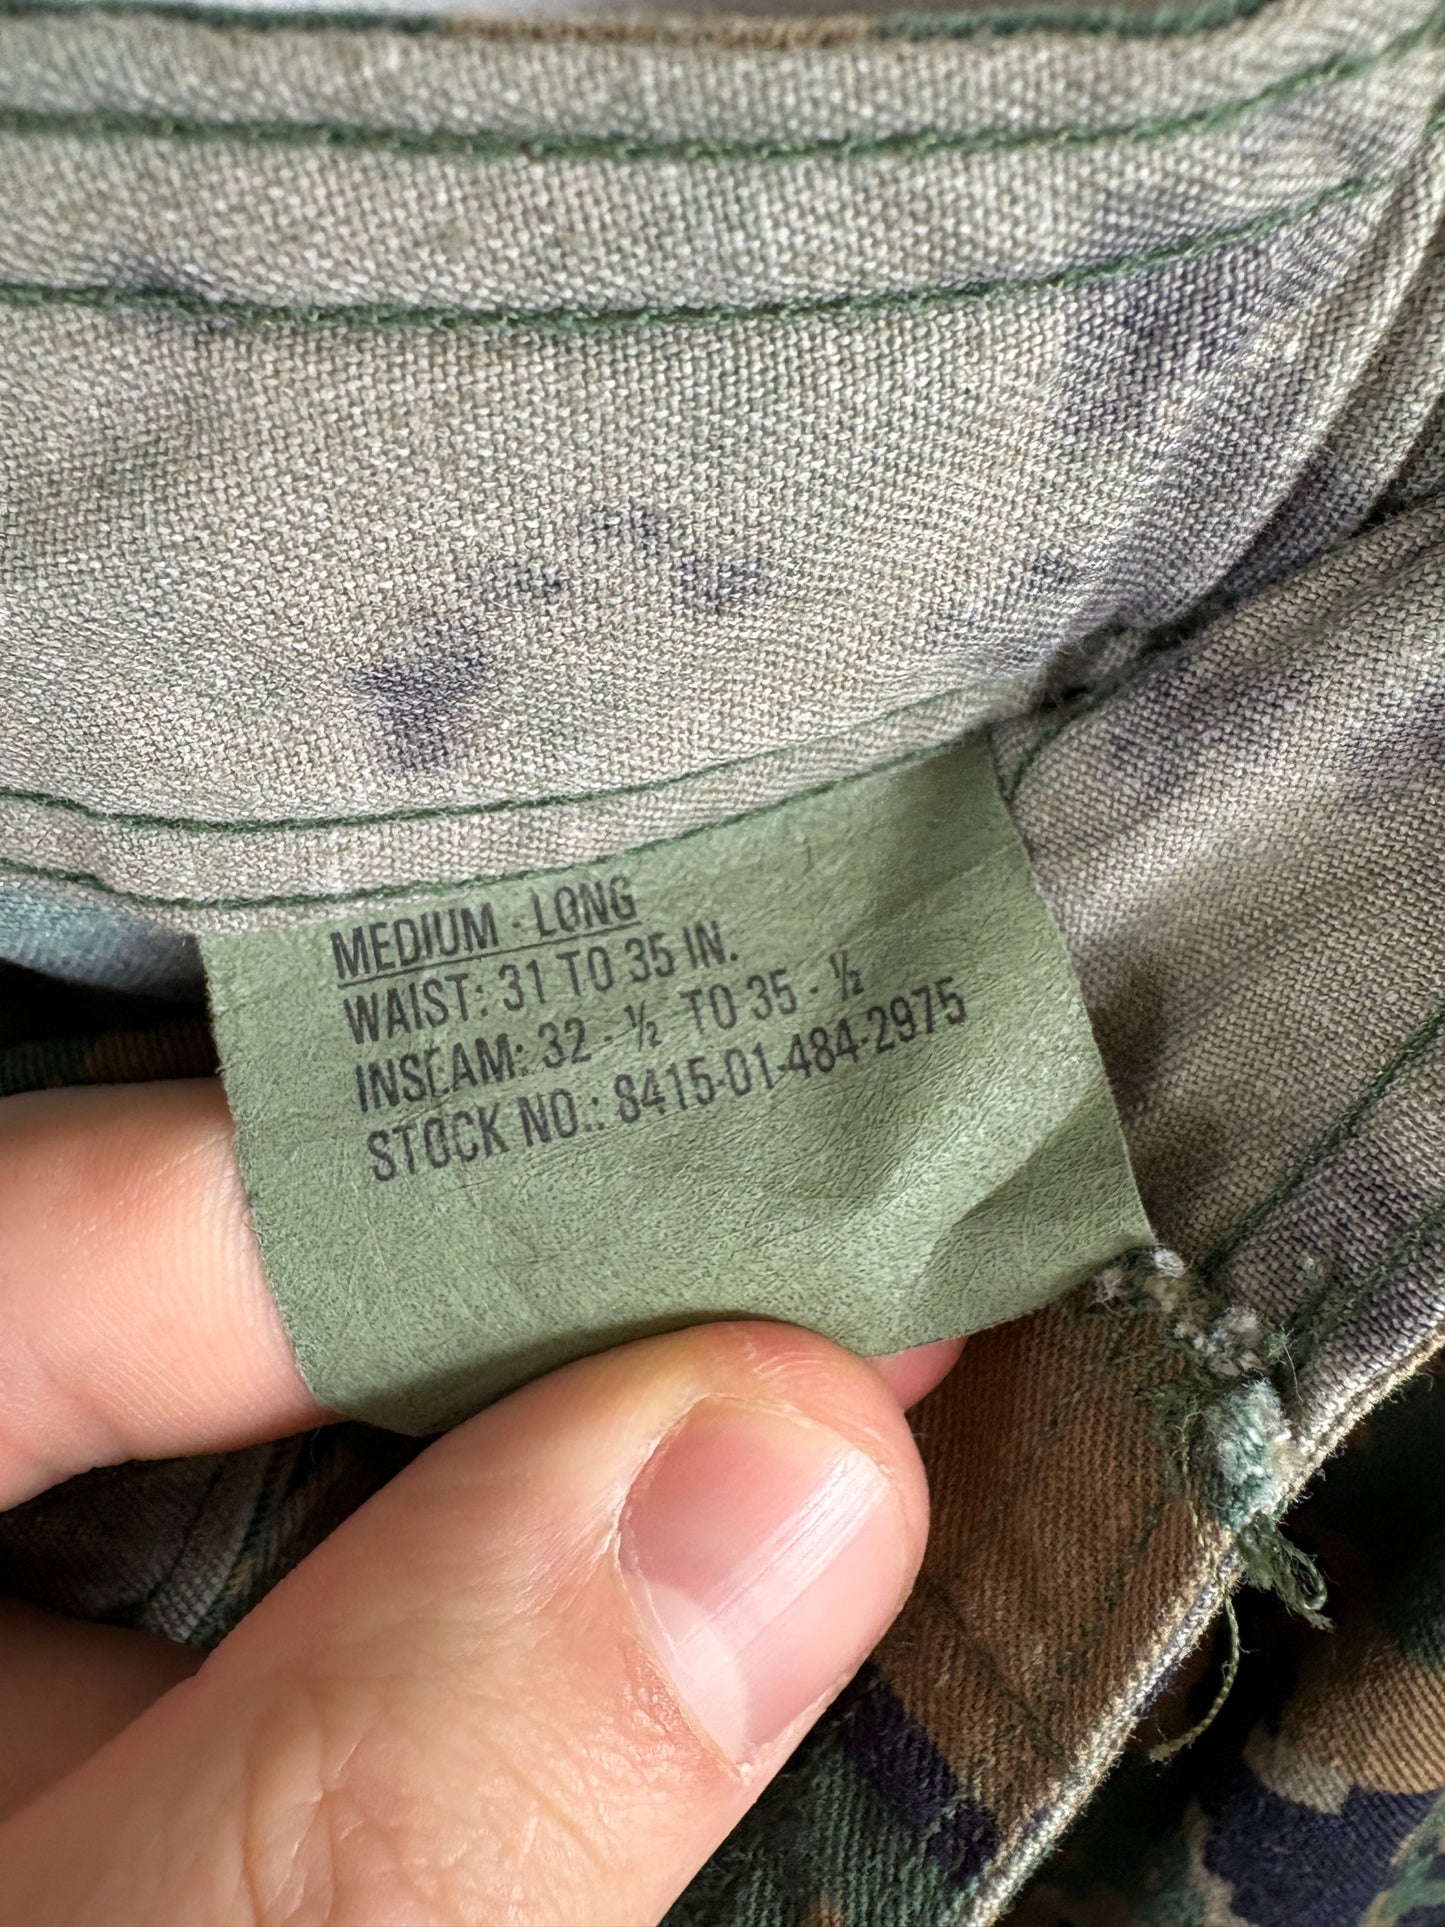 MEDIUM - LONG
WAIST: 31 TO 35 IN.
INSEAM: 32 - ½ TO 35 - ½
STOCK NO.: 8415-01-484-2975